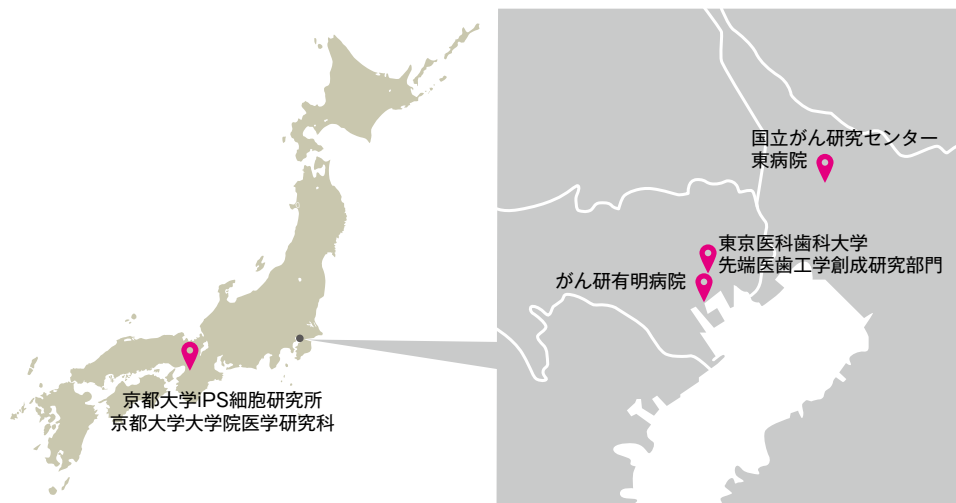 京都大学iPS細胞研究所
京都大学大学院医学研究科
国立がん研究センター
東病院
東京医科歯科大学
先端医歯工学創成研究部門
がん研有明病院